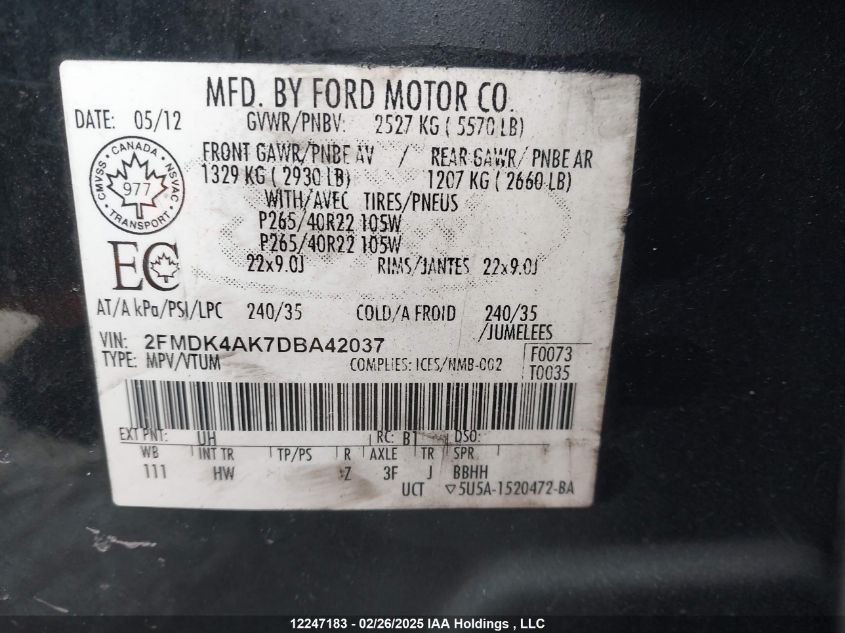 MFD. BY FORD MOTOR CO.
DATE: 05/12 GVWR/PNBV: 2527 KG ( 5570 LB)
FRONT GAWR/PNBE AV / REAR GAWR/ PNBE AR
1329 KG ( 2930 LB) 1207 KG ( 2660 LB)
WITH/AVEC TIRES/PNEUS
P265/40R22 105W
P265/40R22 105W
22x9.0J RIMS/JANTES 22x9.0J
CANADA
CMVSS 977 NSVAC
TRANSPORT
EC
AT/A kPa/PSI/LPC 240/35 COLD/A FROID 240/35
/JUMELEES
VIN: 2FMDK4AK7DBA42037
TYPE: MPV/VTUM COMPLIES: ICES/NMB-002
F0073
T0035
EXT PNT: UH RC: B1 DSO:
WB INT TR TP/PS R AXLE TR SPR
111 HW Z 3F J BBHH
UCT ▽5U5A-1520472-BA
12247183 - 02/26/2025 IAA Holdings , LLC